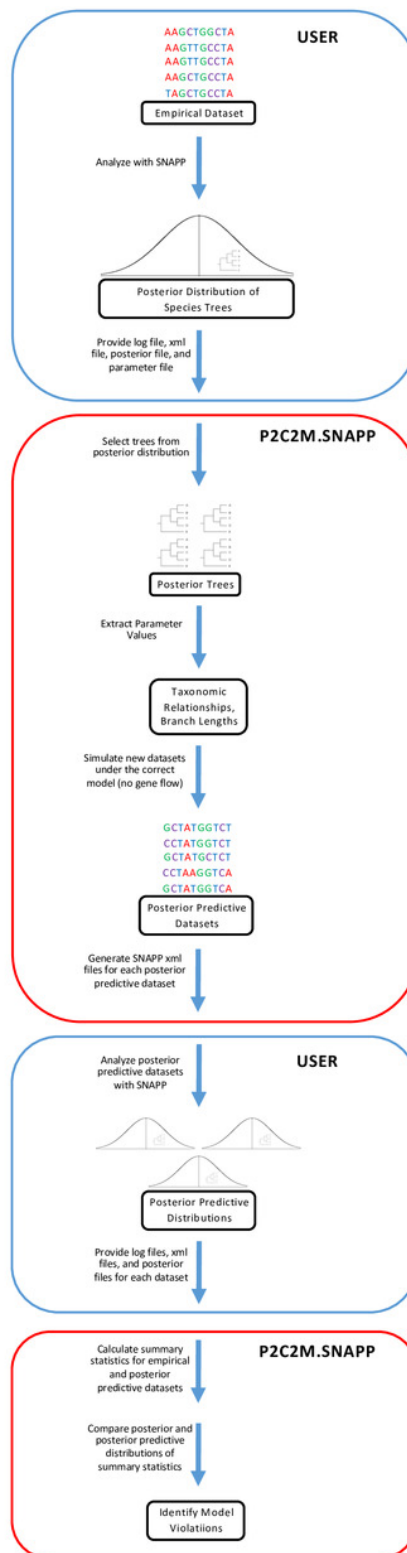 USER
AAGCTGGCTA
AAGTTGCCTA
AAGTTGCCTA
AAGCTGCCTA
TAGCTGCCTA
Empirical Dataset
Analyze with SNAPP
Posterior Distribution of
Species Trees
Provide log file, xml
file, posterior file, and
parameter file
P2C2M.SNAPP
Select trees from
posterior distribution
Posterior Trees
Extract Parameter
Values
Taxonomic
Relationships,
Branch Lengths
Simulate new datasets
under the correct
model (no gene flow)
GCTATGGTCT
CCTATGGTCT
GCTATGCTCT
CCTAAGGTCA
GCTATGGTCA
Posterior Predictive
Datasets
Generate SNAPP xml
files for each posterior
predictive dataset
USER
Analyze posterior
predictive datasets
with SNAPP
Posterior Predictive
Distributions
Provide log files, xml
files, and posterior
files for each dataset
P2C2M.SNAPP
Calculate summary
statistics for empirical
and posterior
predictive datasets
Compare posterior and
posterior predictive
distributions of
summary statistics
Identify Model
Violatiions